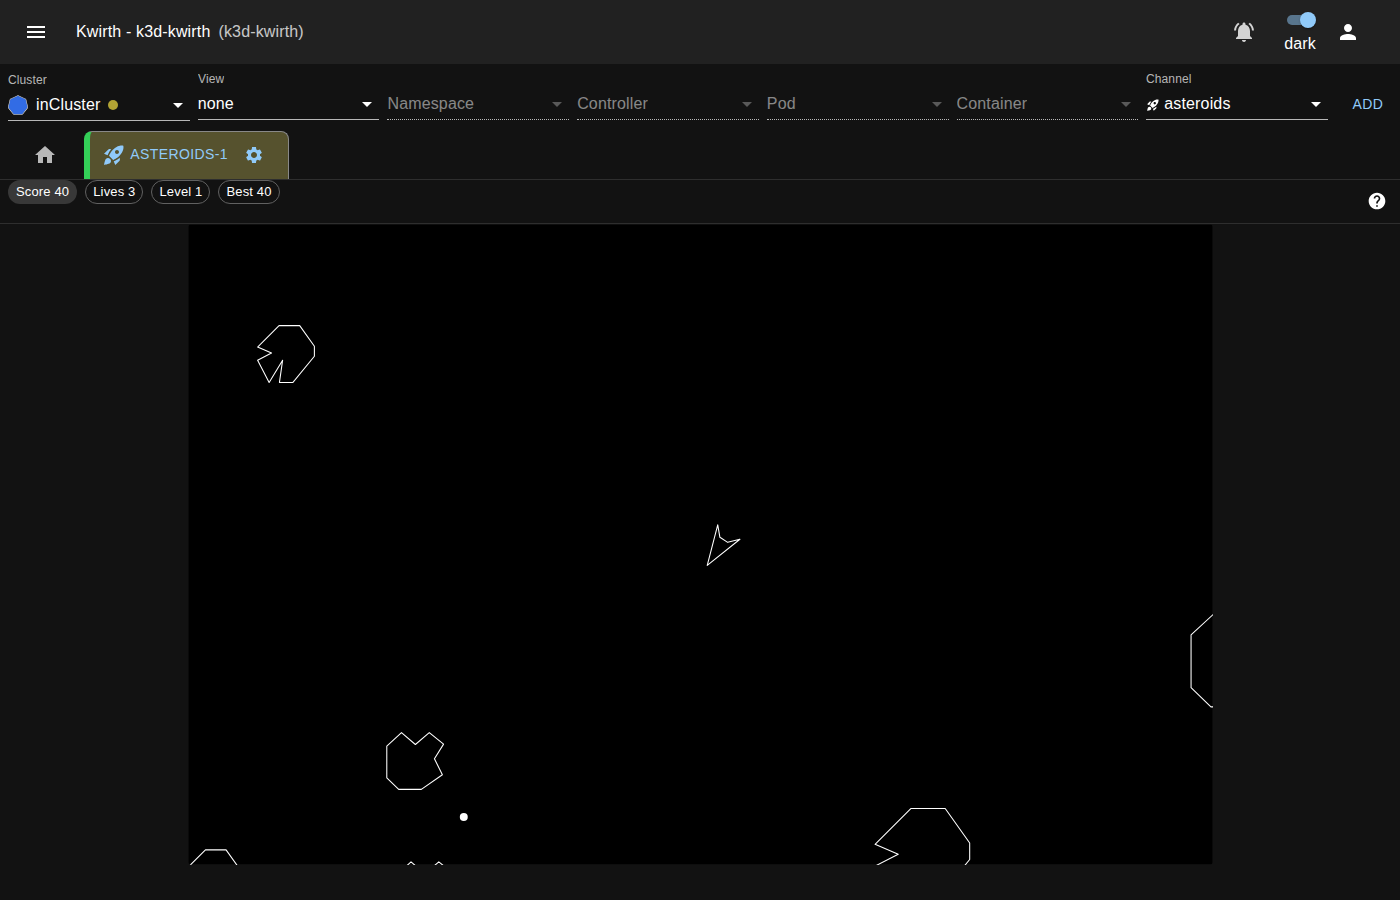 Kwirth - k3d-kwirth (k3d-kwirth)
dark
Cluster
inCluster
View
none
Namespace
Controller
Pod
Container
Channel
asteroids
ADD
ASTEROIDS-1
Score 40
Lives 3
Level 1
Best 40